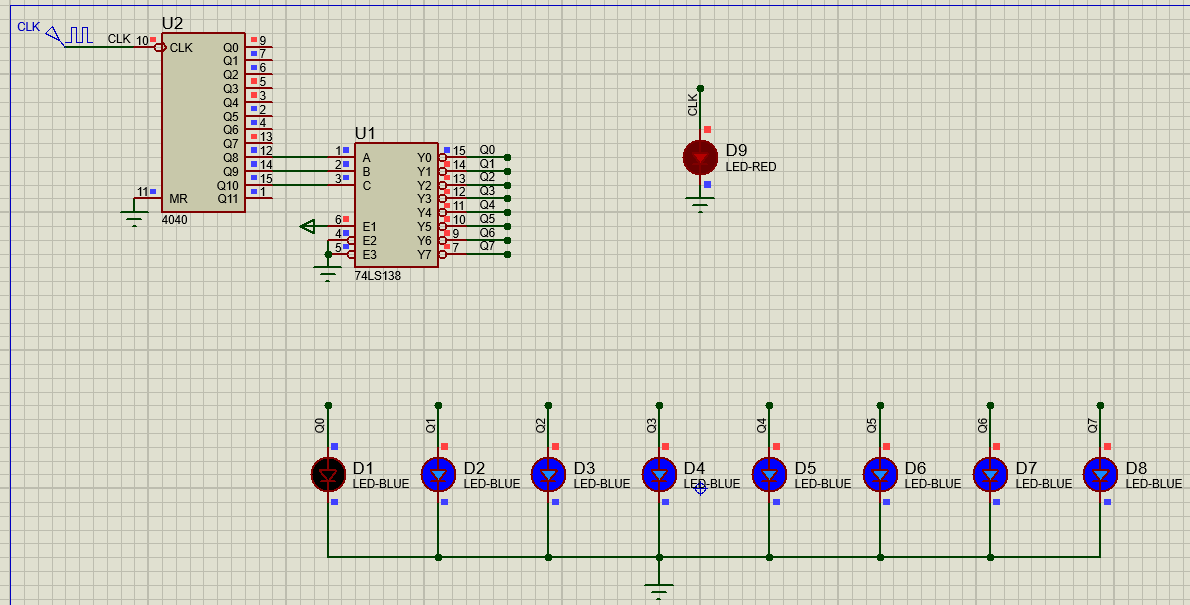 CLK
CLK
U2
10 CLK Q0 9
Q1 7
Q2 6
Q3 5
Q4 3
Q5 2
Q6 4
Q7 13
Q8 12
Q9 14
Q10 15
11 MR Q11 1
4040
U1
1 A Y0 15 Q0
2 B Y1 14 Q1
3 C Y2 13 Q2
Y3 12 Q3
Y4 11 Q4
6 E1 Y5 10 Q5
4 E2 Y6 9 Q6
5 E3 Y7 7 Q7
74LS138
CLK
D9
LED-RED
Q0
Q1
Q2
Q3
Q4
Q5
Q6
Q7
D1
LED-BLUE
D2
LED-BLUE
D3
LED-BLUE
D4
LED-BLUE
D5
LED-BLUE
D6
LED-BLUE
D7
LED-BLUE
D8
LED-BLUE